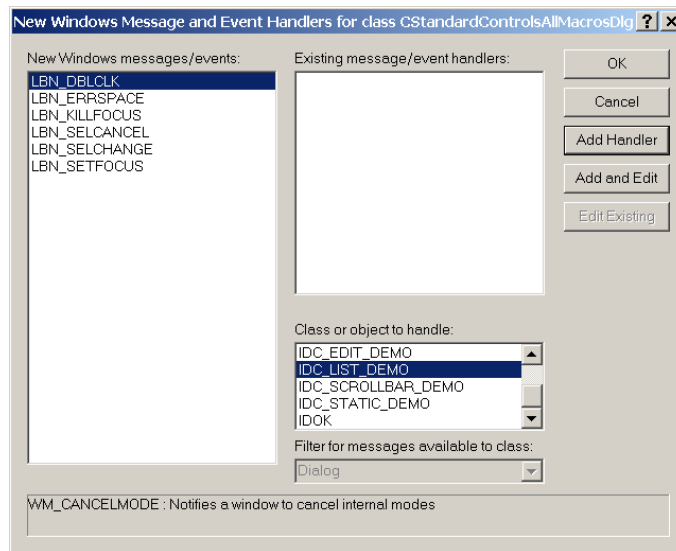 New Windows Message and Event Handlers for class CStandardControlsAllMacrosDlg
New Windows messages/events:
LBN_DBLCLK
LBN_ERRSPACE
LBN_KILLFOCUS
LBN_SELCANCEL
LBN_SELCHANGE
LBN_SETFOCUS
Existing message/event handlers:
OK
Cancel
Add Handler
Add and Edit
Edit Existing
Class or object to handle:
IDC_EDIT_DEMO
IDC_LIST_DEMO
IDC_SCROLLBAR_DEMO
IDC_STATIC_DEMO
IDOK
Filter for messages available to class:
Dialog
WM_CANCELMODE : Notifies a window to cancel internal modes